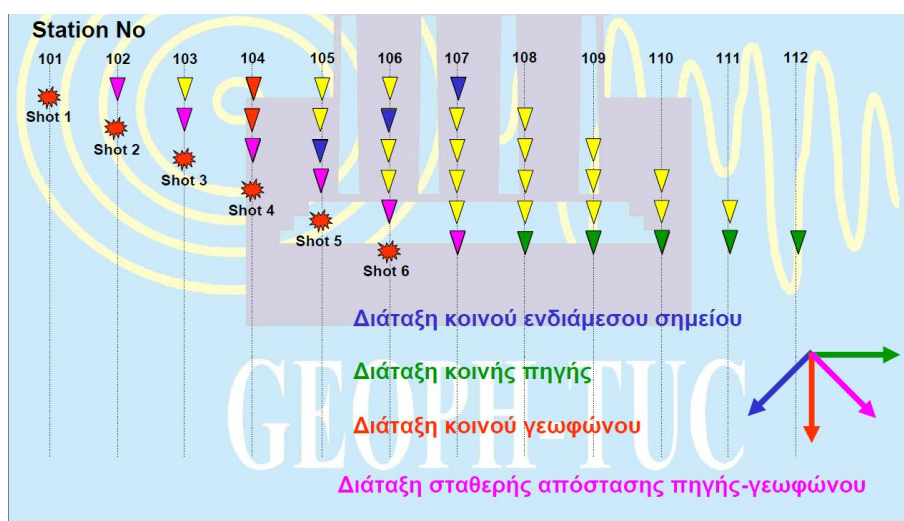 Station No
101 102 103 104 105 106 107 108 109 110 111 112
Shot 1
Shot 2
Shot 3
Shot 4
Shot 5
Shot 6
Διάταξη κοινού ενδιάμεσου σημείου
Διάταξη κοινής πηγής
GEOPH-TUC
Διάταξη κοινού γεωφώνου
Διάταξη σταθερής απόστασης πηγής-γεωφώνου